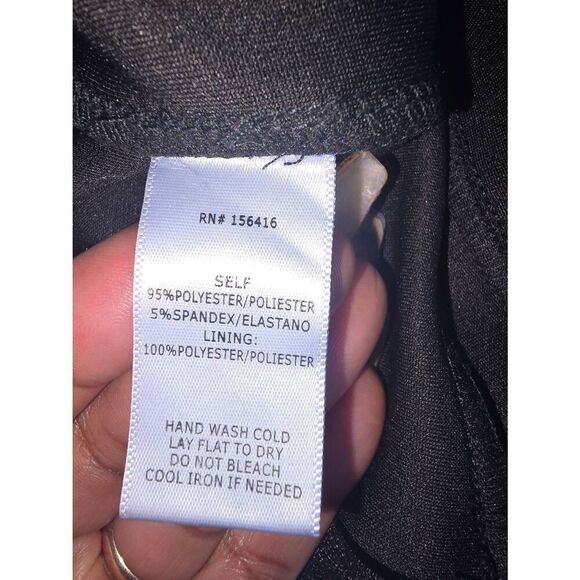 RN# 156416
SELF
95%POLYESTER/POLIESTER
5%SPANDEX/ELASTANO
LINING:
100%POLYESTER/POLIESTER
HAND WASH COLD
LAY FLAT TO DRY
DO NOT BLEACH
COOL IRON IF NEEDED